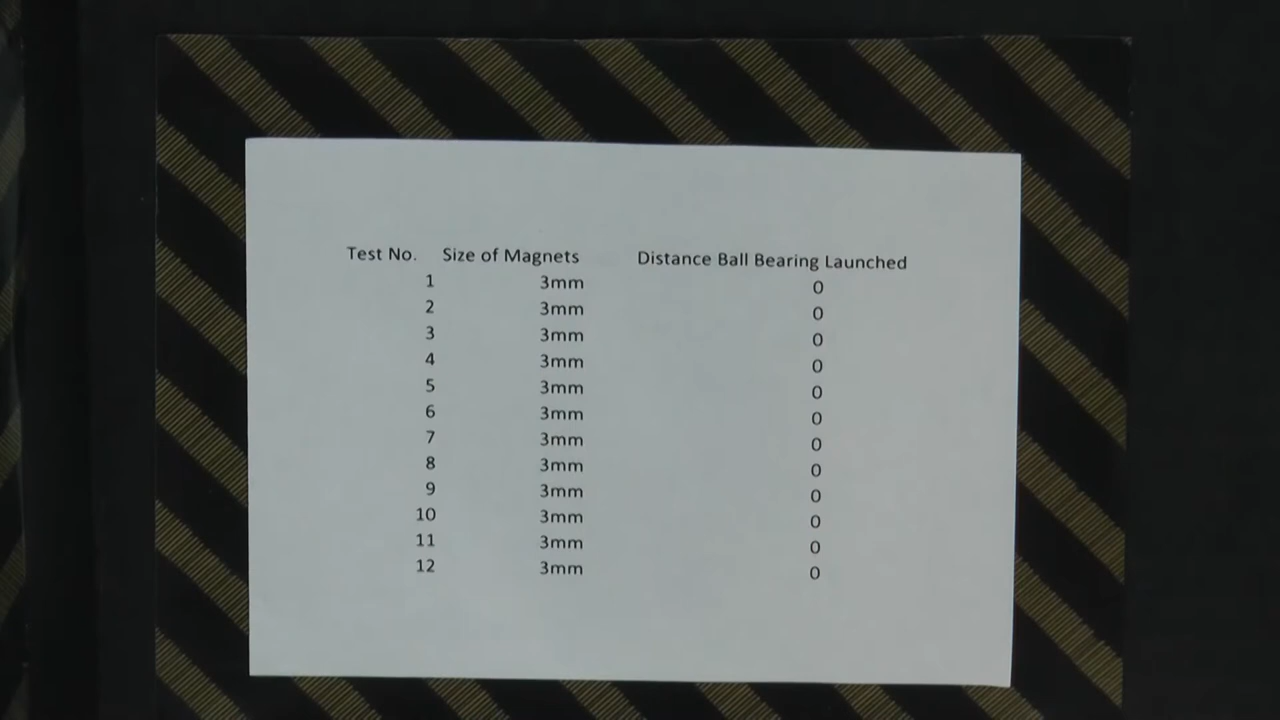 Test No. Size of Magnets Distance Ball Bearing Launched
1 3mm 0
2 3mm 0
3 3mm 0
4 3mm 0
5 3mm 0
6 3mm 0
7 3mm 0
8 3mm 0
9 3mm 0
10 3mm 0
11 3mm 0
12 3mm 0